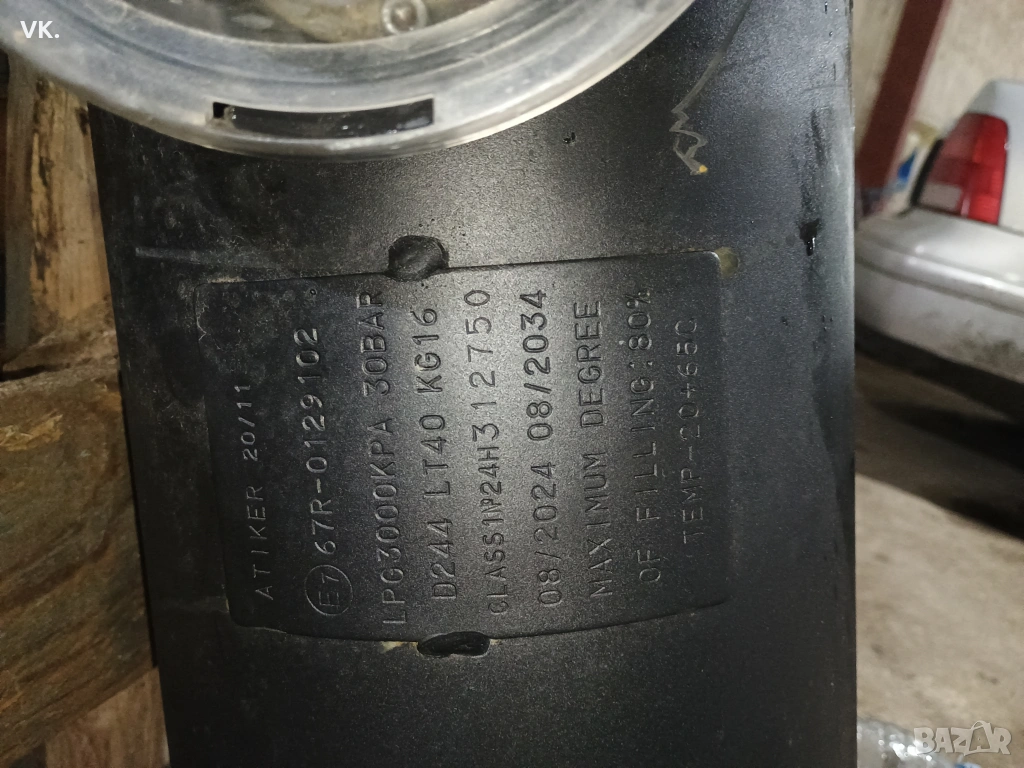 VK.
ATIKER 20/11
E7 67R-0129102
LPG3000KPA 30BAR
D244 LT40 KG16
CLASS1P24H312750
08/2024 08/2034
MAXIMUM DEGREE
OF FILLING:80%
TEMP-20+65C
BAZAR